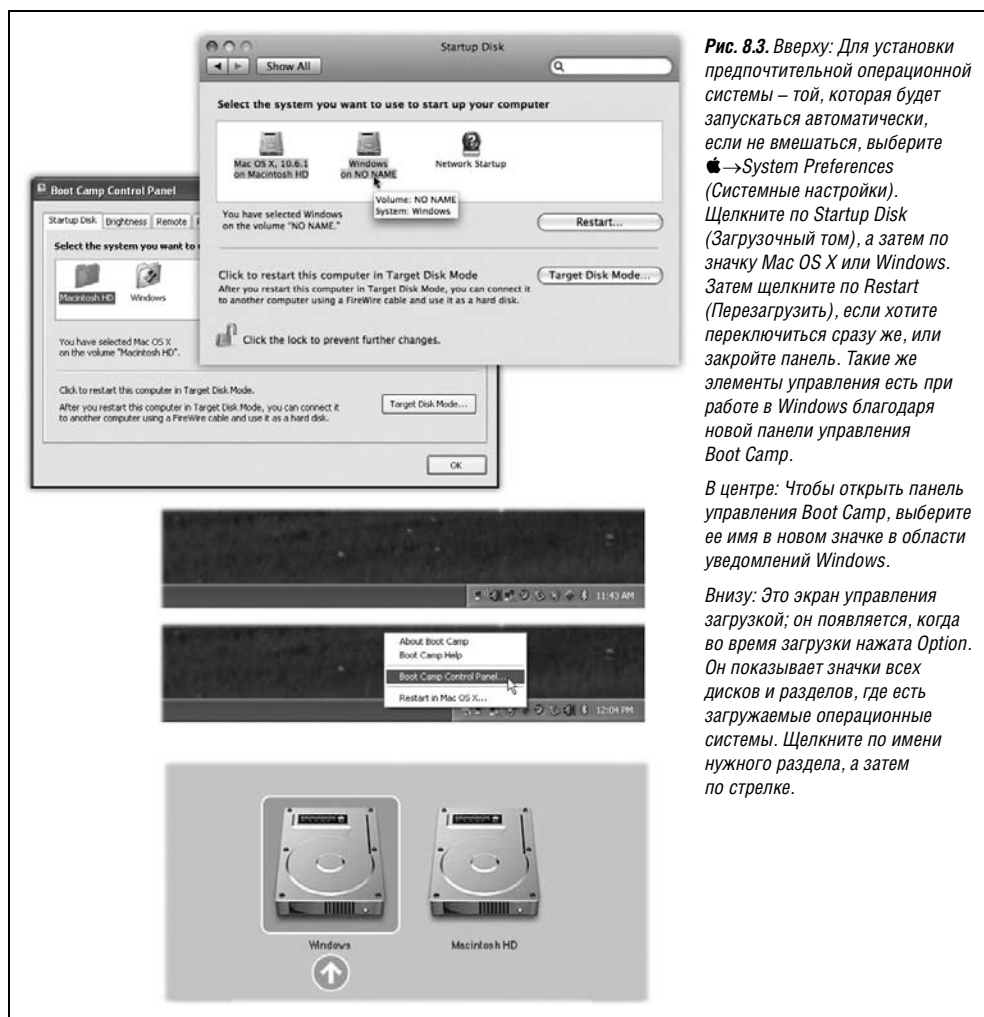 Startup Disk
Show All
Select the system you want to use to start up your computer
Mac OS X, 10.6.1
on Macintosh HD
Windows
on NO NAME
Network Startup
Volume: NO NAME
System: Windows
You have selected Windows
on the volume "NO NAME."
Restart...
Click to restart this computer in Target Disk Mode
After you restart this computer in Target Disk Mode, you can connect it
to another computer using a FireWire cable and use it as a hard disk.
Target Disk Mode...
Click the lock to prevent further changes.
Boot Camp Control Panel
Startup Disk Brightness Remote
Select the system you want to
Macintosh HD Windows
You have selected Mac OS X
on the volume "Macintosh HD".
Click to restart this computer in Target Disk Mode.
After you restart this computer in Target Disk Mode, you can connect it
to another computer using a FireWire cable and use it as a hard disk.
Target Disk Mode...
OK
11:43 AM
About Boot Camp
Boot Camp Help
Boot Camp Control Panel...
Restart in Mac OS X...
12:04 PM
Windows
Macintosh HD
Рис. 8.3. Вверху: Для установки
предпочтительной операционной
системы – той, которая будет
запускаться автоматически,
если не вмешаться, выберите
→System Preferences
(Системные настройки).
Щелкните по Startup Disk
(Загрузочный том), а затем по
значку Mac OS X или Windows.
Затем щелкните по Restart
(Перезагрузить), если хотите
переключиться сразу же, или
закройте панель. Такие же
элементы управления есть при
работе в Windows благодаря
новой панели управления
Boot Camp.
В центре: Чтобы открыть панель
управления Boot Camp, выберите
ее имя в новом значке в области
уведомлений Windows.
Внизу: Это экран управления
загрузкой; он появляется, когда
во время загрузки нажата Option.
Он показывает значки всех
дисков и разделов, где есть
загружаемые операционные
системы. Щелкните по имени
нужного раздела, а затем
по стрелке.